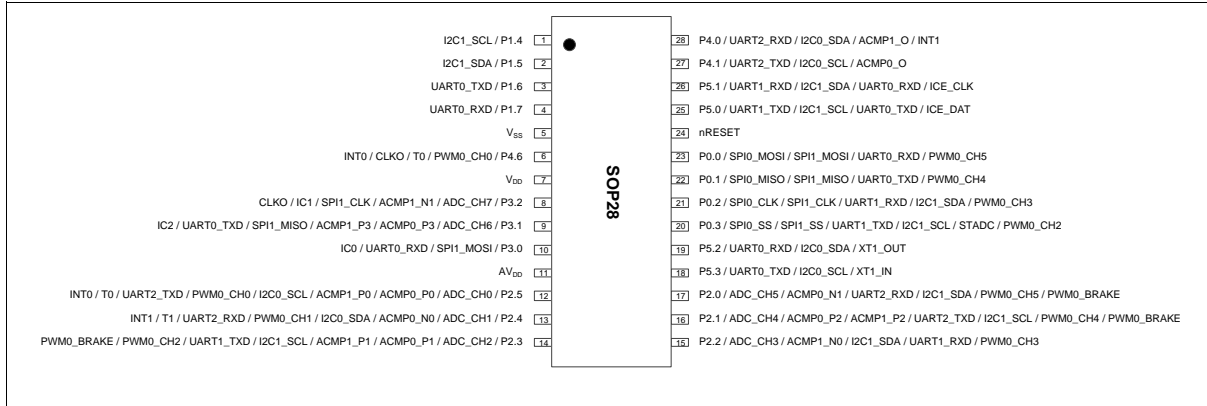 I2C1_SCL / P1.4 1
I2C1_SDA / P1.5 2
UART0_TXD / P1.6 3
UART0_RXD / P1.7 4
VSS 5
INT0 / CLKO / T0 / PWM0_CH0 / P4.6 6
VDD 7
CLKO / IC1 / SPI1_CLK / ACMP1_N1 / ADC_CH7 / P3.2 8
IC2 / UART0_TXD / SPI1_MISO / ACMP1_P3 / ACMP0_P3 / ADC_CH6 / P3.1 9
IC0 / UART0_RXD / SPI1_MOSI / P3.0 10
AVDD 11
INT0 / T0 / UART2_TXD / PWM0_CH0 / I2C0_SCL / ACMP1_P0 / ACMP0_P0 / ADC_CH0 / P2.5 12
INT1 / T1 / UART2_RXD / PWM0_CH1 / I2C0_SDA / ACMP0_N0 / ADC_CH1 / P2.4 13
PWM0_BRAKE / PWM0_CH2 / UART1_TXD / I2C1_SCL / ACMP1_P1 / ACMP0_P1 / ADC_CH2 / P2.3 14
SOP28
28 P4.0 / UART2_RXD / I2C0_SDA / ACMP1_O / INT1
27 P4.1 / UART2_TXD / I2C0_SCL / ACMP0_O
26 P5.1 / UART1_RXD / I2C1_SDA / UART0_RXD / ICE_CLK
25 P5.0 / UART1_TXD / I2C1_SCL / UART0_TXD / ICE_DAT
24 nRESET
23 P0.0 / SPI0_MOSI / SPI1_MOSI / UART0_RXD / PWM0_CH5
22 P0.1 / SPI0_MISO / SPI1_MISO / UART0_TXD / PWM0_CH4
21 P0.2 / SPI0_CLK / SPI1_CLK / UART1_RXD / I2C1_SDA / PWM0_CH3
20 P0.3 / SPI0_SS / SPI1_SS / UART1_TXD / I2C1_SCL / STADC / PWM0_CH2
19 P5.2 / UART0_RXD / I2C0_SDA / XT1_OUT
18 P5.3 / UART0_TXD / I2C0_SCL / XT1_IN
17 P2.0 / ADC_CH5 / ACMP0_N1 / UART2_RXD / I2C1_SDA / PWM0_CH5 / PWM0_BRAKE
16 P2.1 / ADC_CH4 / ACMP0_P2 / ACMP1_P2 / UART2_TXD / I2C1_SCL / PWM0_CH4 / PWM0_BRAKE
15 P2.2 / ADC_CH3 / ACMP1_N0 / I2C1_SDA / UART1_RXD / PWM0_CH3